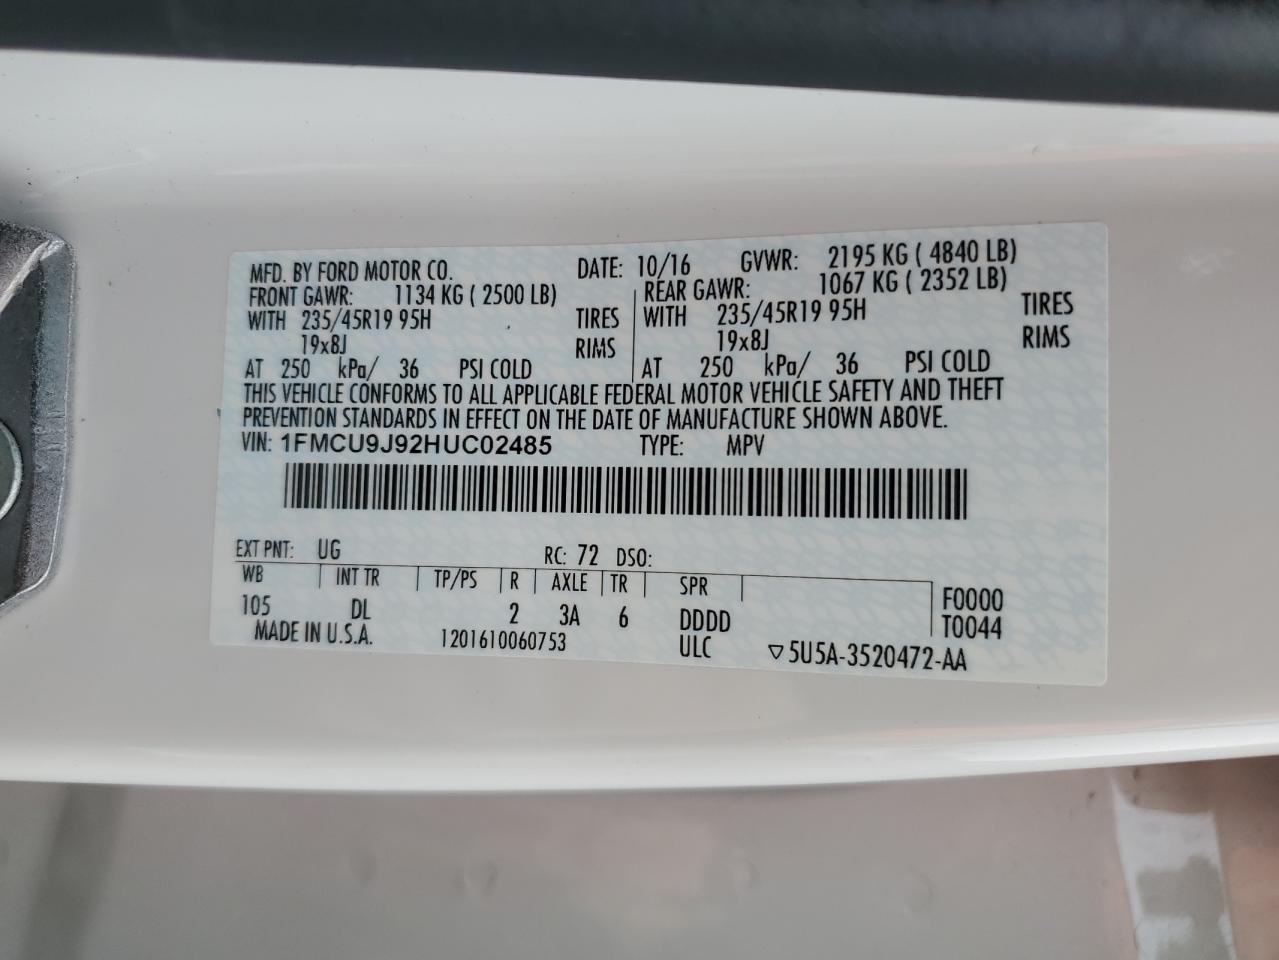 MFD. BY FORD MOTOR CO. DATE: 10/16 GVWR: 2195 KG ( 4840 LB)
FRONT GAWR: 1134 KG ( 2500 LB) REAR GAWR: 1067 KG ( 2352 LB)
WITH 235/45R19 95H TIRES WITH 235/45R19 95H TIRES
19x8J RIMS 19x8J RIMS
AT 250 kPa/ 36 PSI COLD AT 250 kPa/ 36 PSI COLD
THIS VEHICLE CONFORMS TO ALL APPLICABLE FEDERAL MOTOR VEHICLE SAFETY AND THEFT
PREVENTION STANDARDS IN EFFECT ON THE DATE OF MANUFACTURE SHOWN ABOVE.
VIN: 1FMCU9J92HUC02485 TYPE: MPV
EXT PNT: UG RC: 72 DSO:
WB INT TR TP/PS R AXLE TR SPR
105 DL 2 3A 6 DDDD F0000
MADE IN U.S.A. 1201610060753 ULC T0044
▽5U5A-3520472-AA